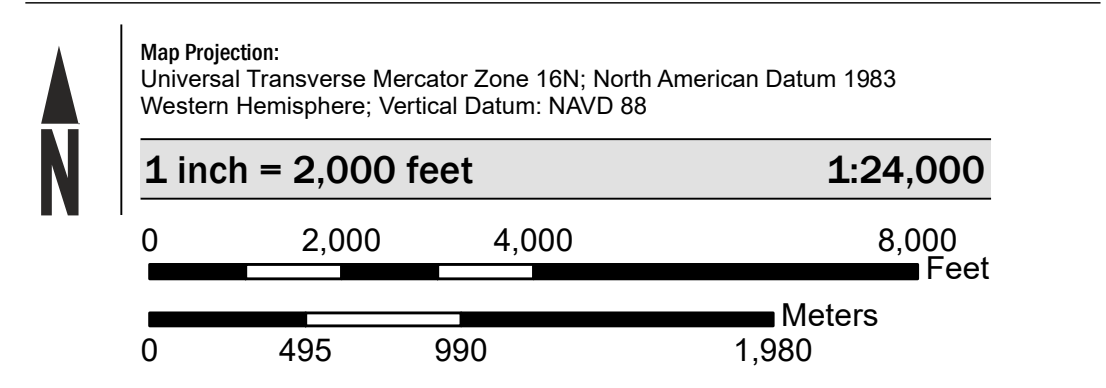 N
Map Projection:
Universal Transverse Mercator Zone 16N; North American Datum 1983
Western Hemisphere; Vertical Datum: NAVD 88
1 inch = 2,000 feet 1:24,000
0 2,000 4,000 8,000
Feet
Meters
0 495 990 1,980